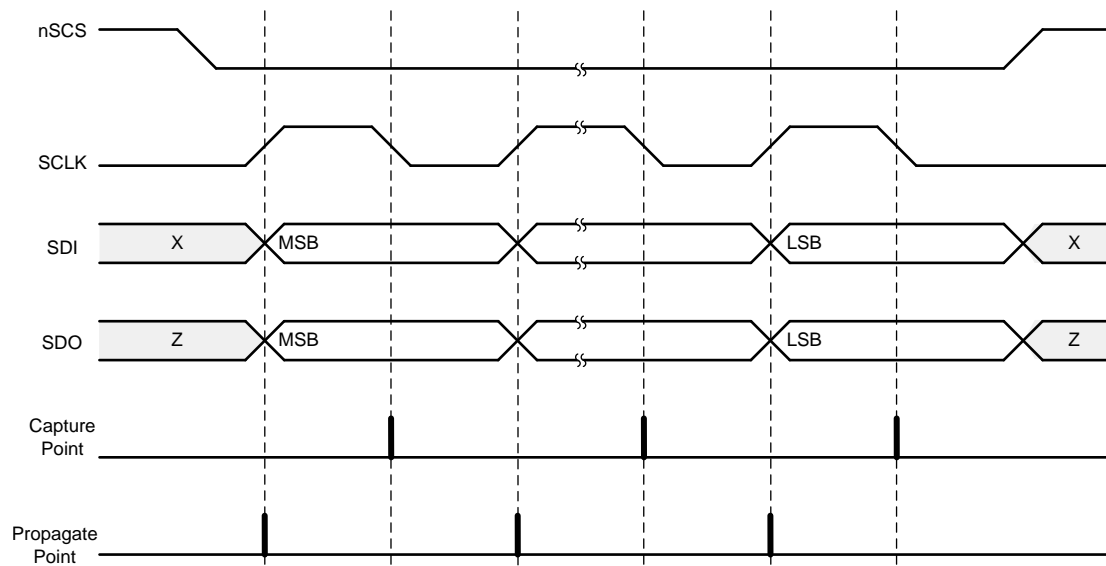 nSCS
SCLK
SDI
X
MSB
LSB
X
SDO
Z
MSB
LSB
Z
Capture
Point
Propagate
Point